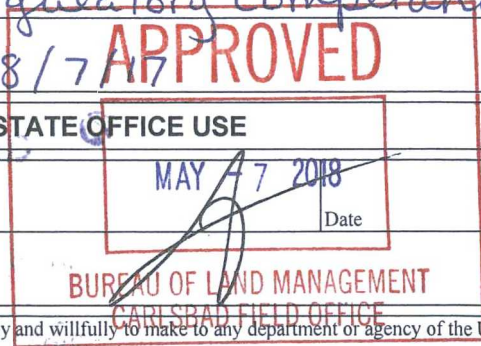 APPROVED
8/7/17
STATE OFFICE USE
MAY - 7 2018
Date
BUREAU OF LAND MANAGEMENT
CARLSBAD FIELD OFFICE
y and willfully to make to any department or agency of the U